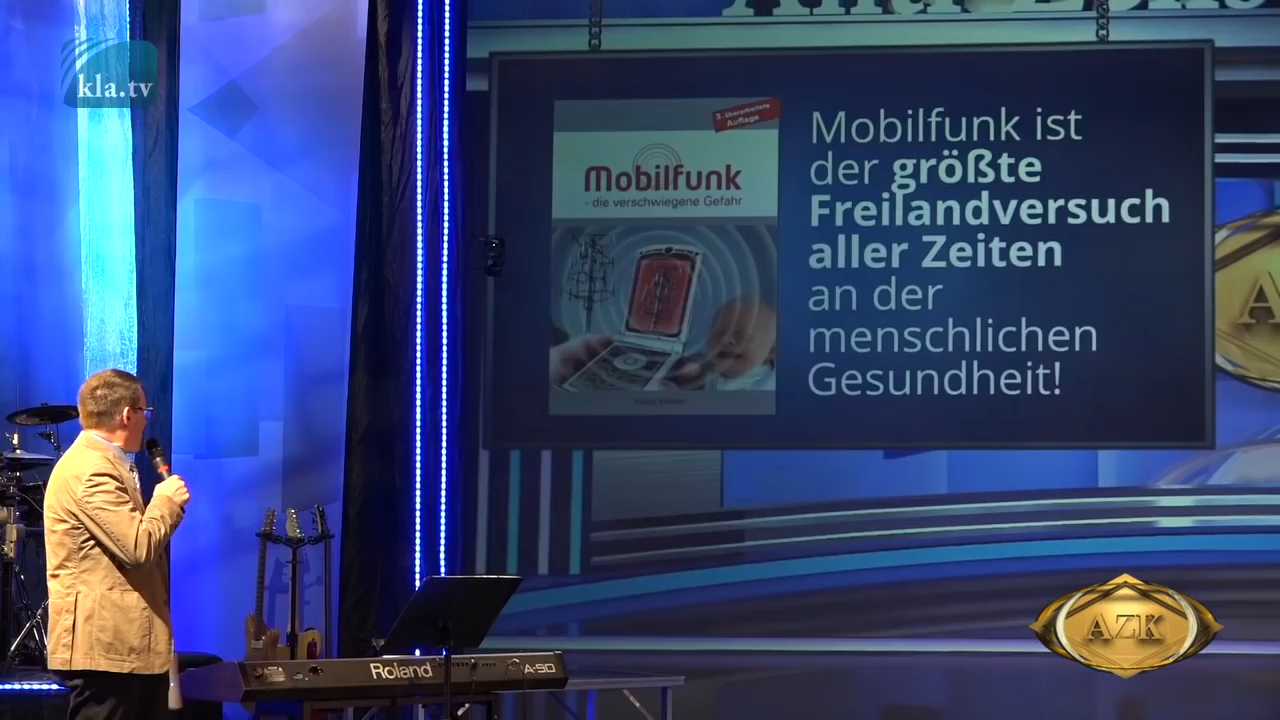 kla.tv
3. überarbeitete
Auflage
Mobilfunk
- die verschwiegene Gefahr
Mobilfunk ist
der größte
Freilandversuch
aller Zeiten
an der
menschlichen
Gesundheit!
AZK
Roland
A-90